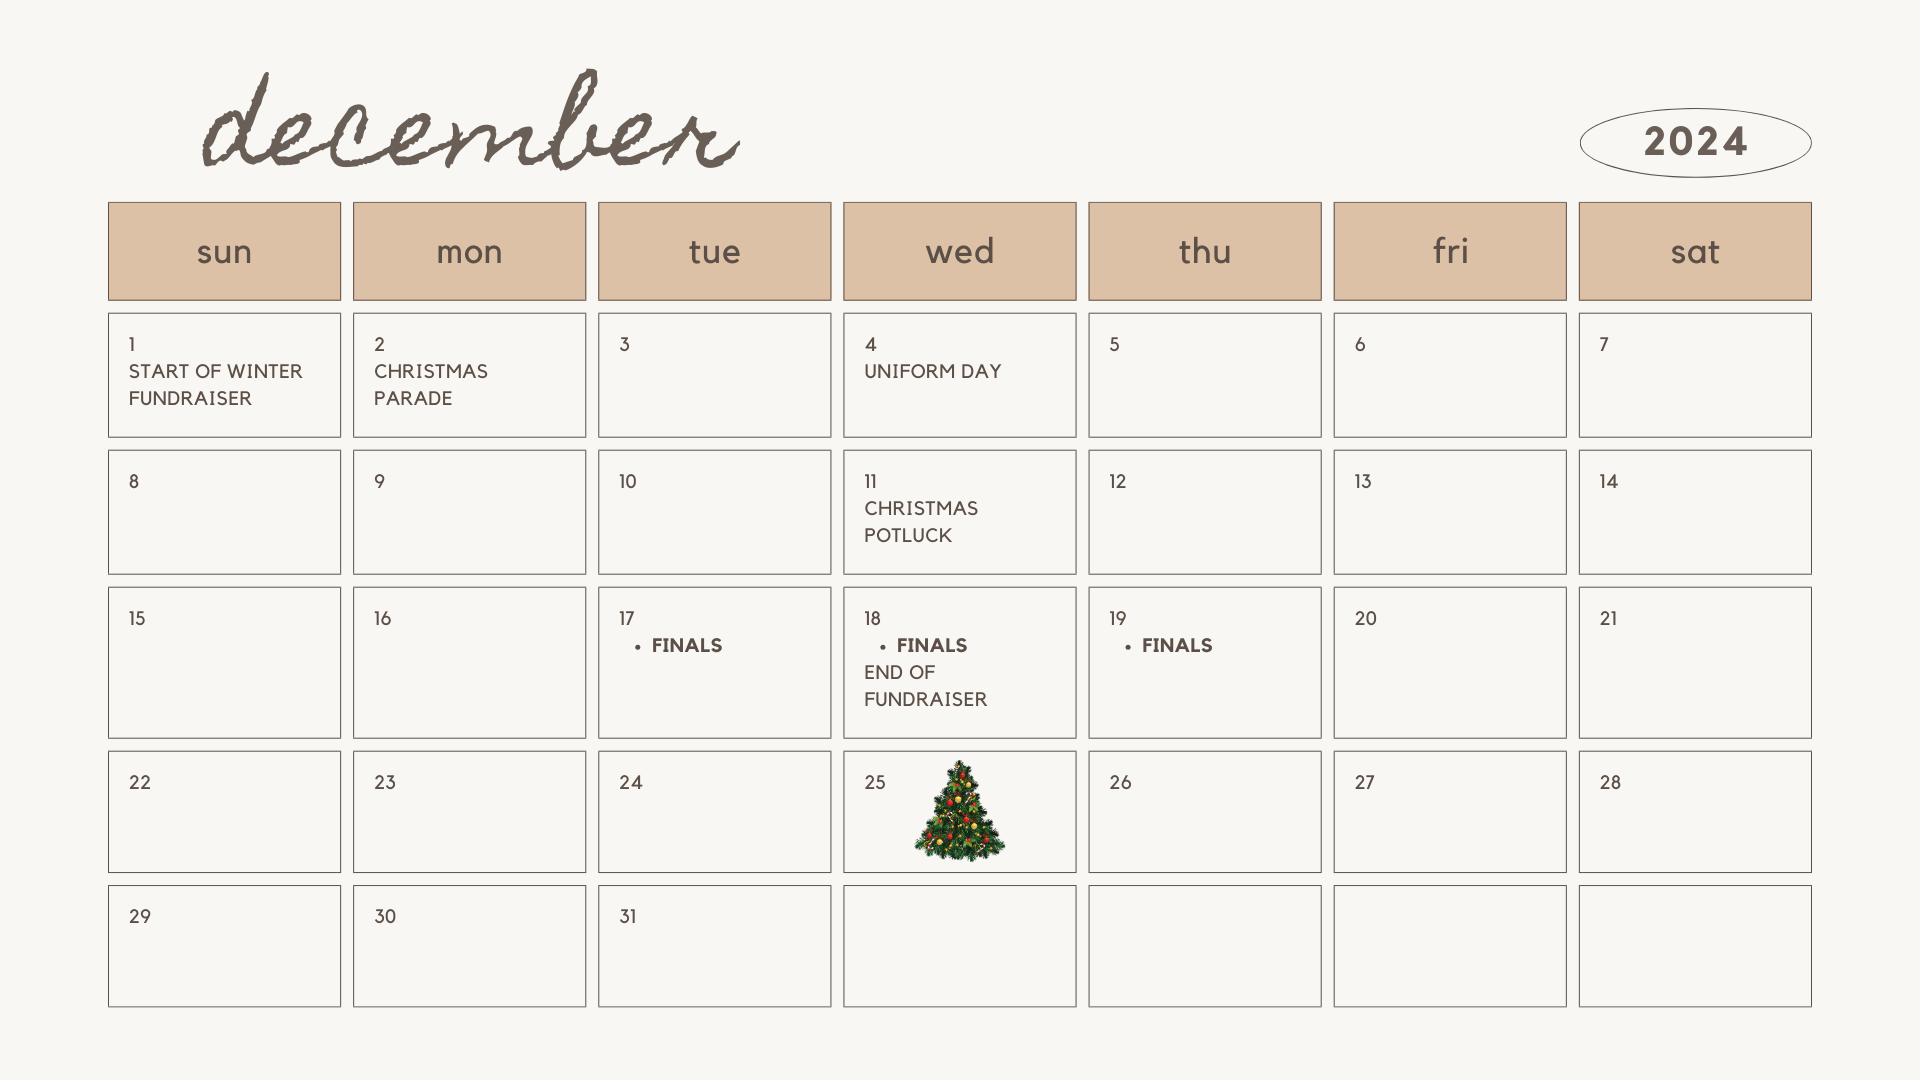 december
2024
sun
mon
tue
wed
thu
fri
sat
1
START OF WINTER
FUNDRAISER
2
CHRISTMAS
PARADE
3
4
UNIFORM DAY
5
6
7
8
9
10
11
CHRISTMAS
POTLUCK
12
13
14
15
16
17
• FINALS
18
• FINALS
END OF
FUNDRAISER
19
• FINALS
20
21
22
23
24
25
26
27
28
29
30
31